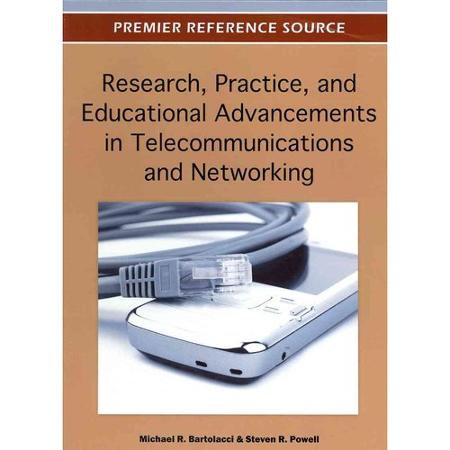 PREMIER REFERENCE SOURCE
Research, Practice, and
Educational Advancements
in Telecommunications
and Networking
Michael R. Bartolacci & Steven R. Powell